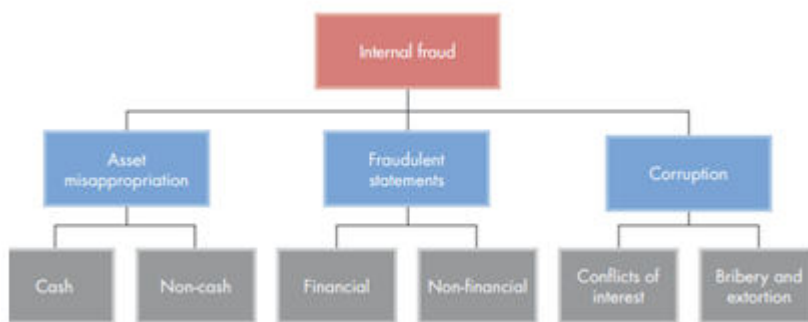 Internal fraud
Asset
misappropriation
Fraudulent
statements
Corruption
Cash
Non-cash
Financial
Non-financial
Conflicts of
interest
Bribery and
extortion